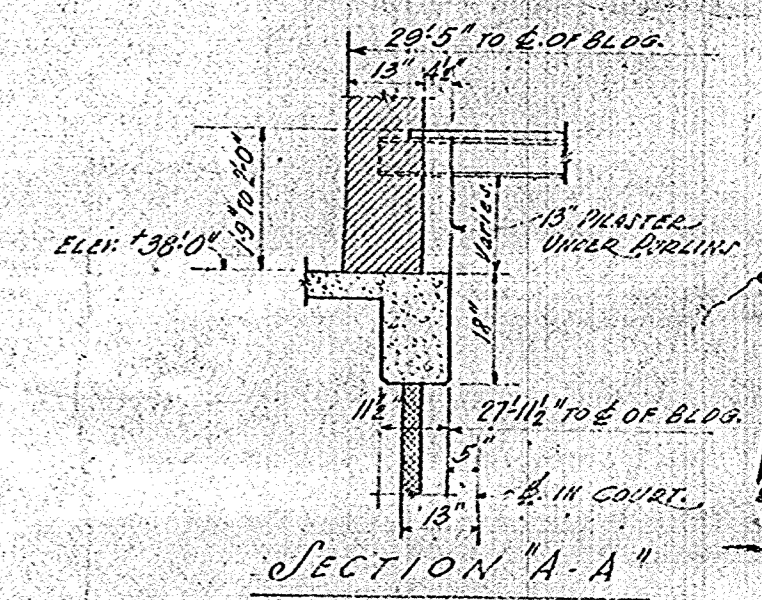 29'-5" TO ℄ OF BLDG.
13" 4½"
1'-9" TO 2'-0"
ELEV. +38'-0"
Varies
13" PILASTER
UNDER PURLINS
18"
11½"
27'-11½" TO ℄ OF BLDG.
5"
IN COURT.
13"
SECTION "A-A"